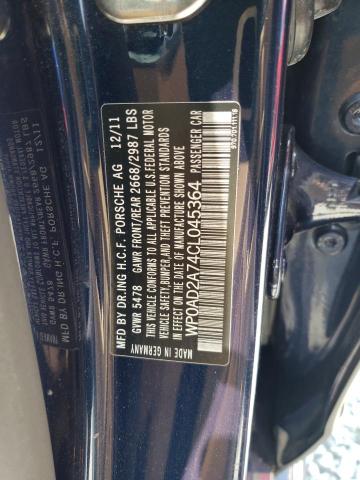 MFD BY DR.ING H.C.F. PORSCHE AG 12/11
GVWR 5478 GAWR FRONT/REAR 2668/2987 LBS
THIS VEHICLE CONFORMS TO ALL APPLICABLE U.S.FEDERAL MOTOR
VEHICLE SAFETY,BUMPER,AND THEFT PREVENTION STANDARDS
IN EFFECT ON THE DATE OF MANUFACTURE SHOWN ABOVE
WP0AD2A74CL045364 PASSENGER CAR
MADE IN GERMANY